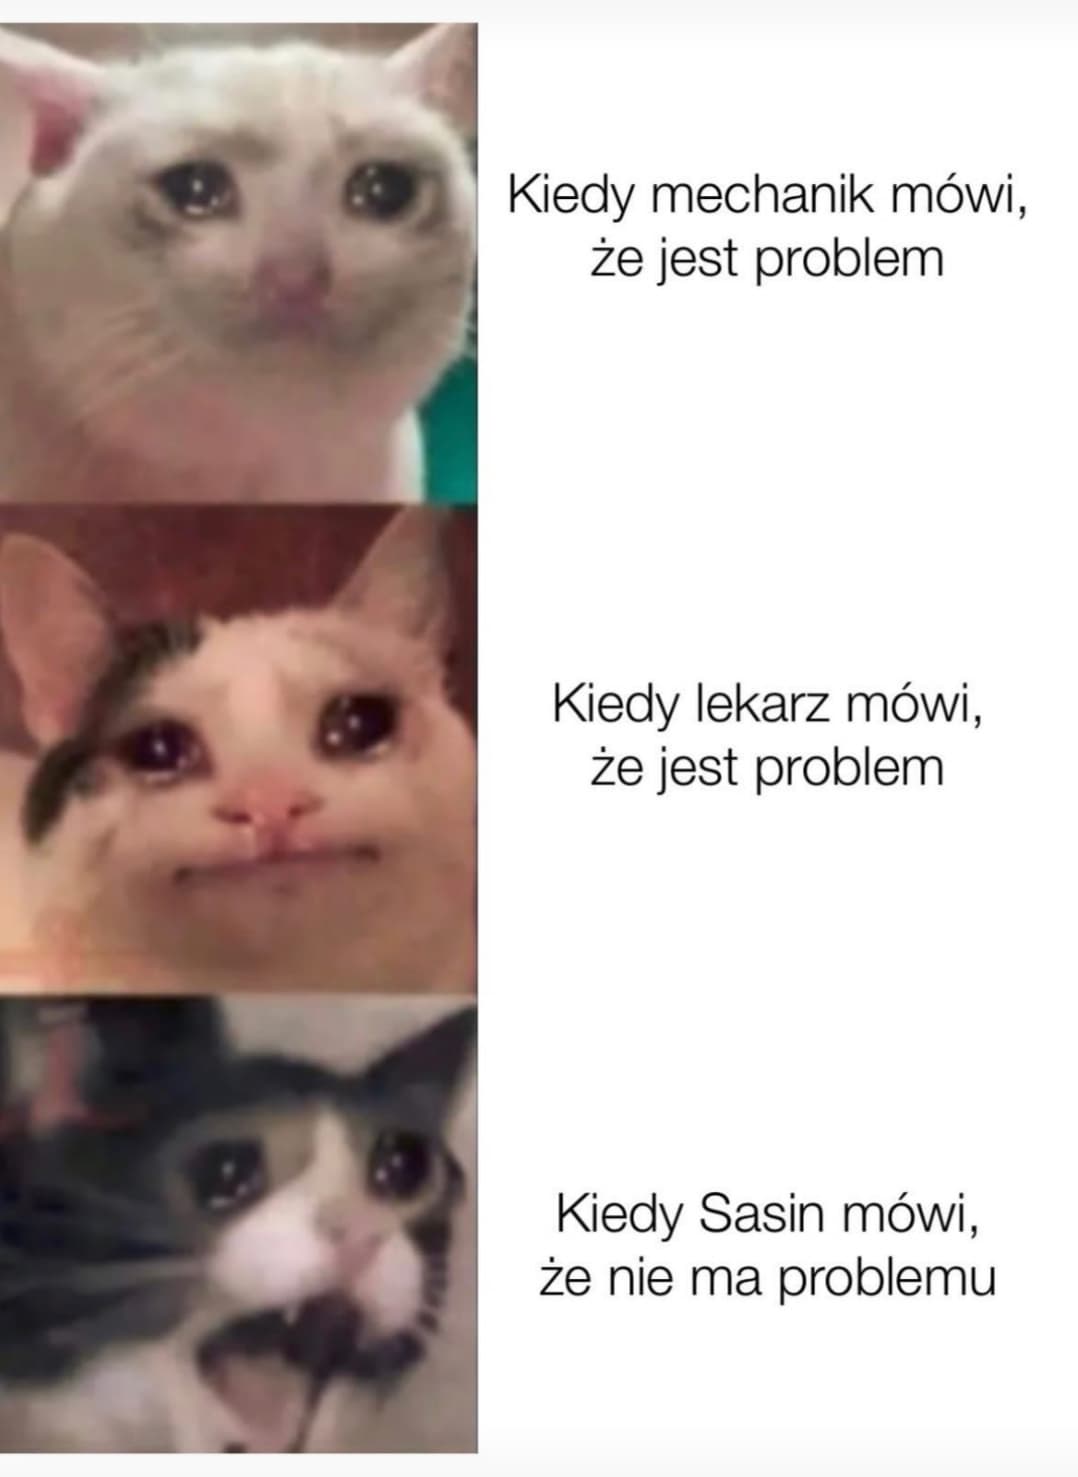 Kiedy mechanik mówi,
że jest problem
Kiedy lekarz mówi,
że jest problem
Kiedy Sasin mówi,
że nie ma problemu